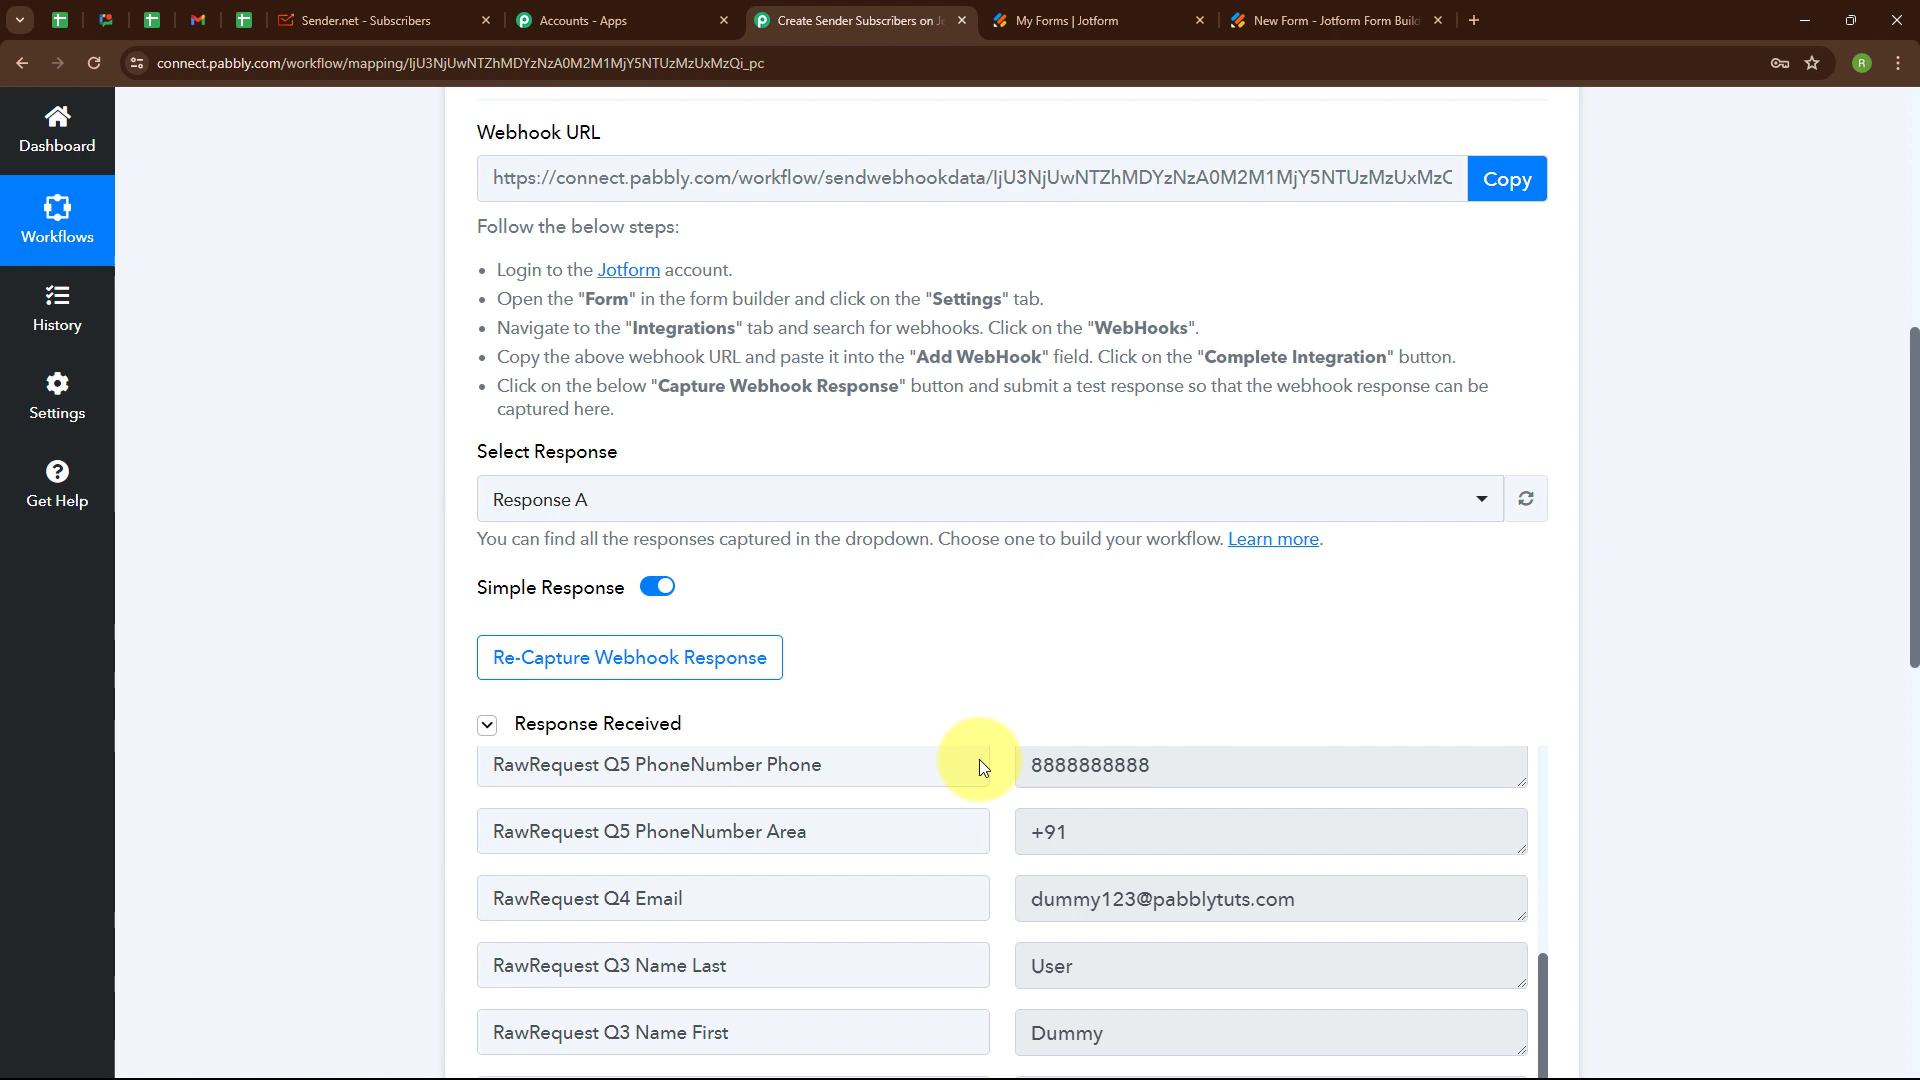 Sender.net - Subscribers
Accounts - Apps
Create Sender Subscribers on J
My Forms | Jotform
New Form - Jotform Form Build
connect.pabbly.com/workflow/mapping/IjU3NjUwNTZhMDYzNzA0M2M1MjY5NTUzMzUxMzQi_pc
R
Dashboard
Workflows
History
Settings
Get Help
Webhook URL
https://connect.pabbly.com/workflow/sendwebhookdata/IjU3NjUwNTZhMDYzNzA0M2M1MjY5NTUzMzUxMzC
Copy
Follow the below steps:
• Login to the Jotform account.
• Open the "Form" in the form builder and click on the "Settings" tab.
• Navigate to the "Integrations" tab and search for webhooks. Click on the "WebHooks".
• Copy the above webhook URL and paste it into the "Add WebHook" field. Click on the "Complete Integration" button.
• Click on the below "Capture Webhook Response" button and submit a test response so that the webhook response can be
captured here.
Select Response
Response A
You can find all the responses captured in the dropdown. Choose one to build your workflow. Learn more.
Simple Response
Re-Capture Webhook Response
Response Received
RawRequest Q5 PhoneNumber Phone
8888888888
RawRequest Q5 PhoneNumber Area
+91
RawRequest Q4 Email
dummy123@pabblytuts.com
RawRequest Q3 Name Last
User
RawRequest Q3 Name First
Dummy